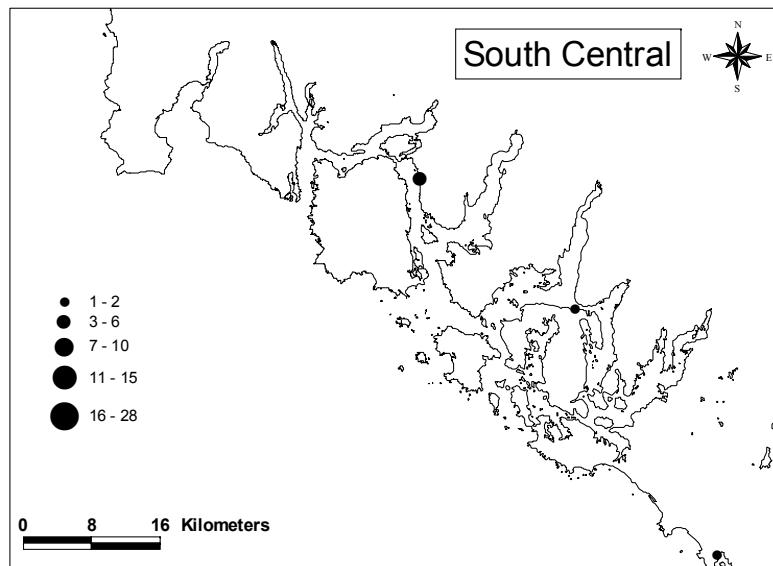 South Central
N
W E
S
1 - 2
3 - 6
7 - 10
11 - 15
16 - 28
0 8 16 Kilometers